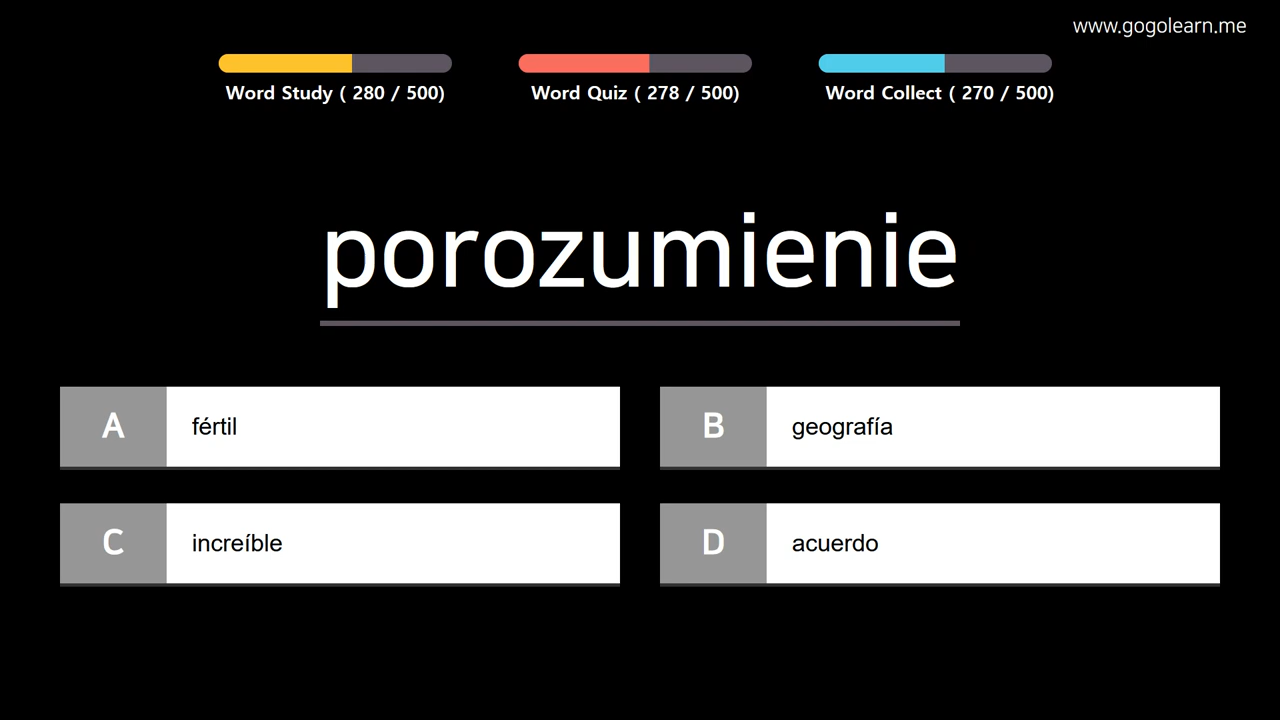 www.gogolearn.me
Word Study ( 280 / 500)
Word Quiz ( 278 / 500)
Word Collect ( 270 / 500)
porozumienie
A fértil
B geografía
C increíble
D acuerdo